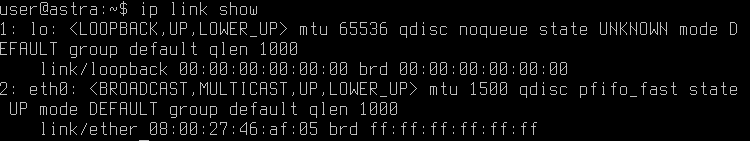 user@astra:~$ ip link show
1: lo: <LOOPBACK,UP,LOWER_UP> mtu 65536 qdisc noqueue state UNKNOWN mode D
EFAULT group default qlen 1000
    link/loopback 00:00:00:00:00:00 brd 00:00:00:00:00:00
2: eth0: <BROADCAST,MULTICAST,UP,LOWER_UP> mtu 1500 qdisc pfifo_fast state
 UP mode DEFAULT group default qlen 1000
    link/ether 08:00:27:46:af:05 brd ff:ff:ff:ff:ff:ff